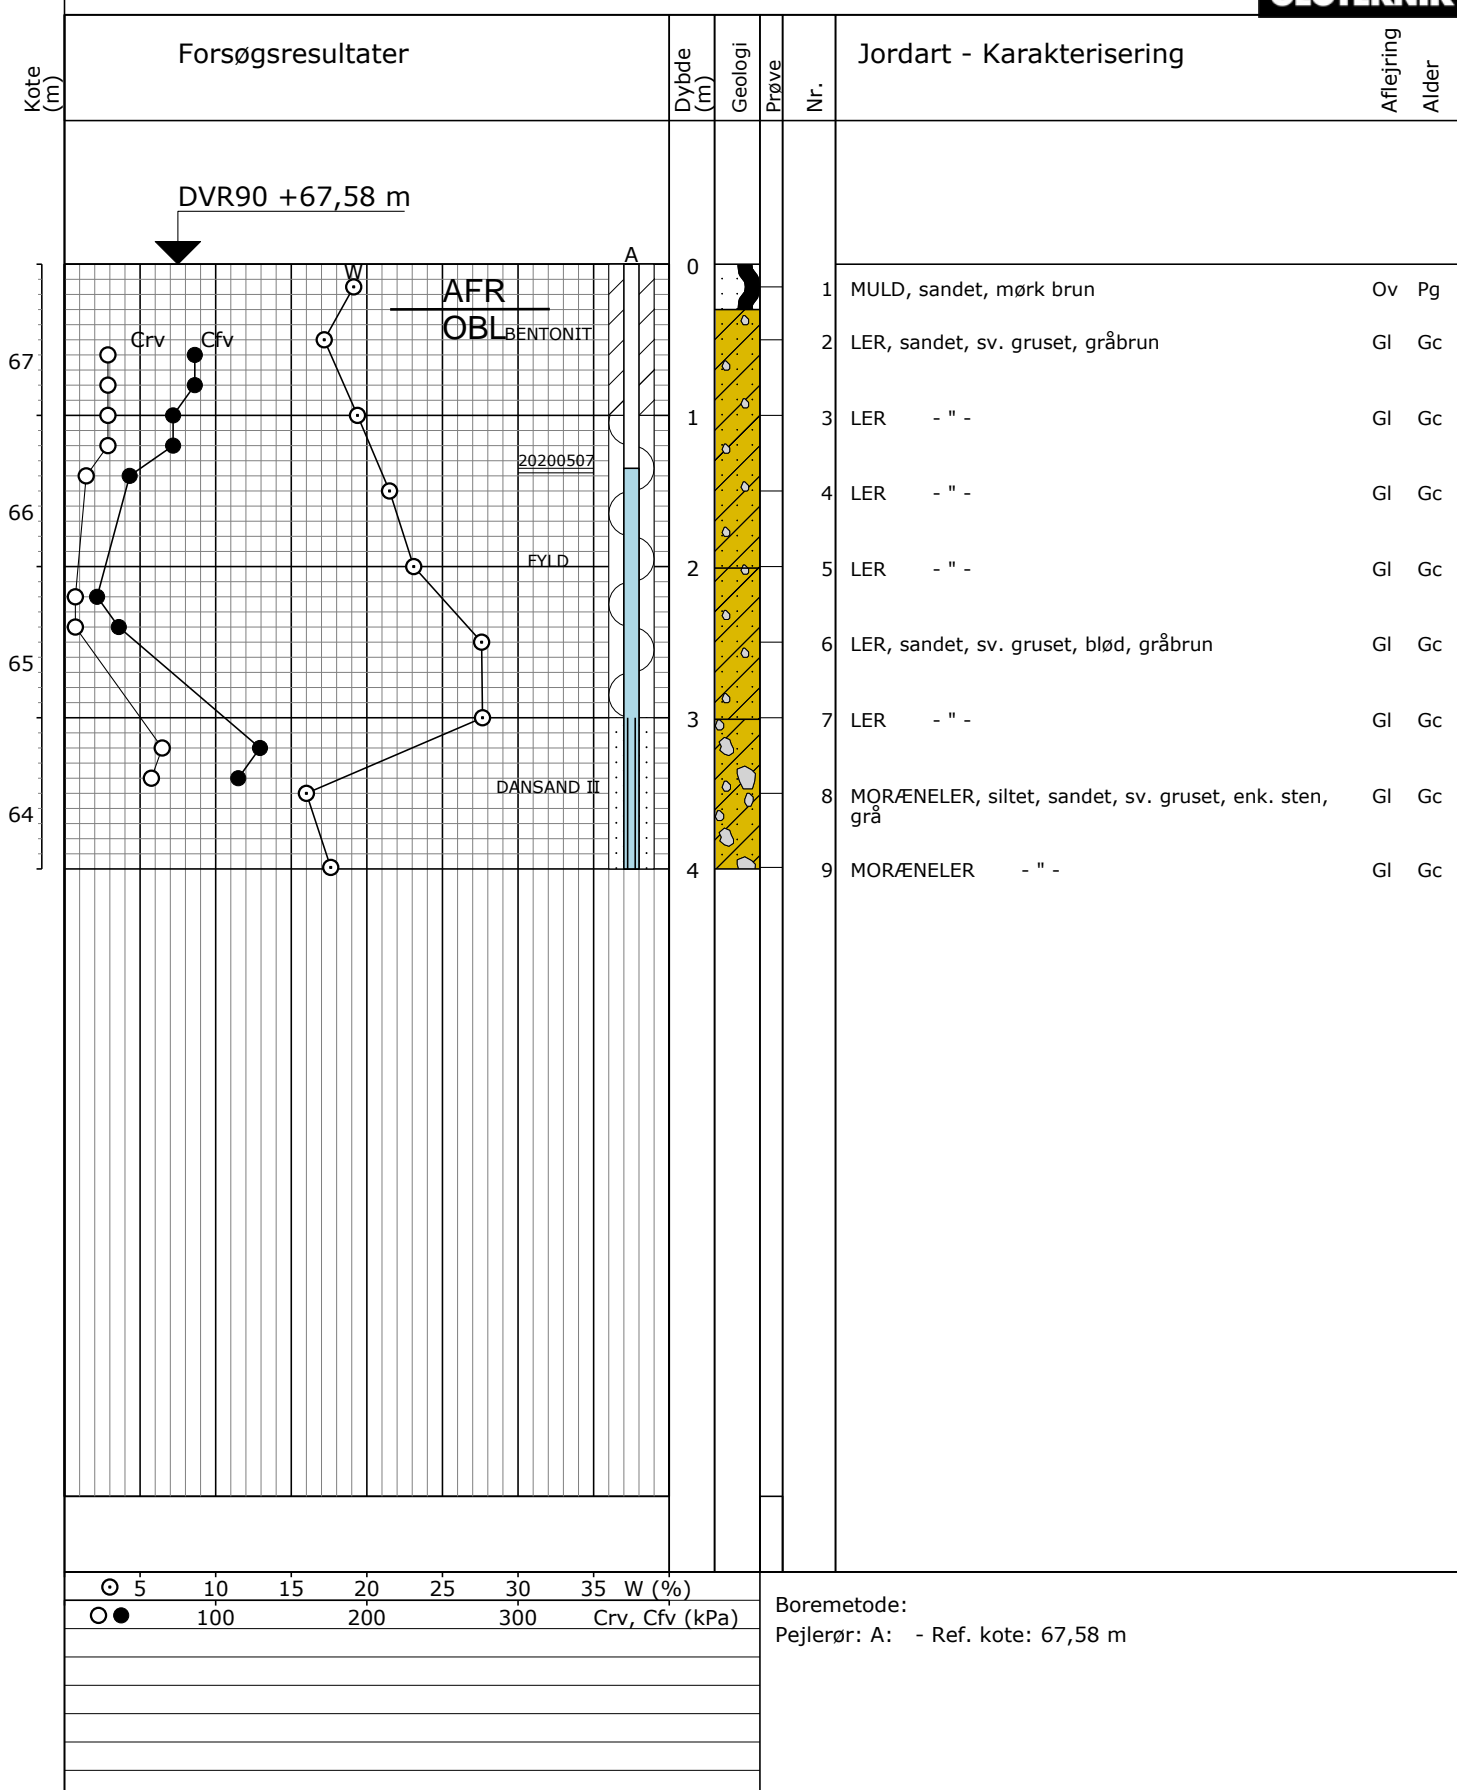 Kote (m)
Forsøgsresultater
Dybde (m)
Geologi
Prøve
Nr.
Jordart - Karakterisering
Aflejring
Alder
DVR90 +67,58 m
A
0
W
AFR
1 MULD, sandet, mørk brun Ov Pg
OBL
BENTONIT
Crv
Cfv
2 LER, sandet, sv. gruset, gråbrun Gl Gc
67
1
3 LER - " - Gl Gc
20200507
4 LER - " - Gl Gc
66
FYLD
2
5 LER - " - Gl Gc
6 LER, sandet, sv. gruset, blød, gråbrun Gl Gc
65
3
7 LER - " - Gl Gc
DANSAND II
8 MORÆNELER, siltet, sandet, sv. gruset, enk. sten, Gl Gc
grå
64
4
9 MORÆNELER - " - Gl Gc
5 10 15 20 25 30 35 W (%)
100 200 300 Crv, Cfv (kPa)
Boremetode:
Pejlerør: A: - Ref. kote: 67,58 m